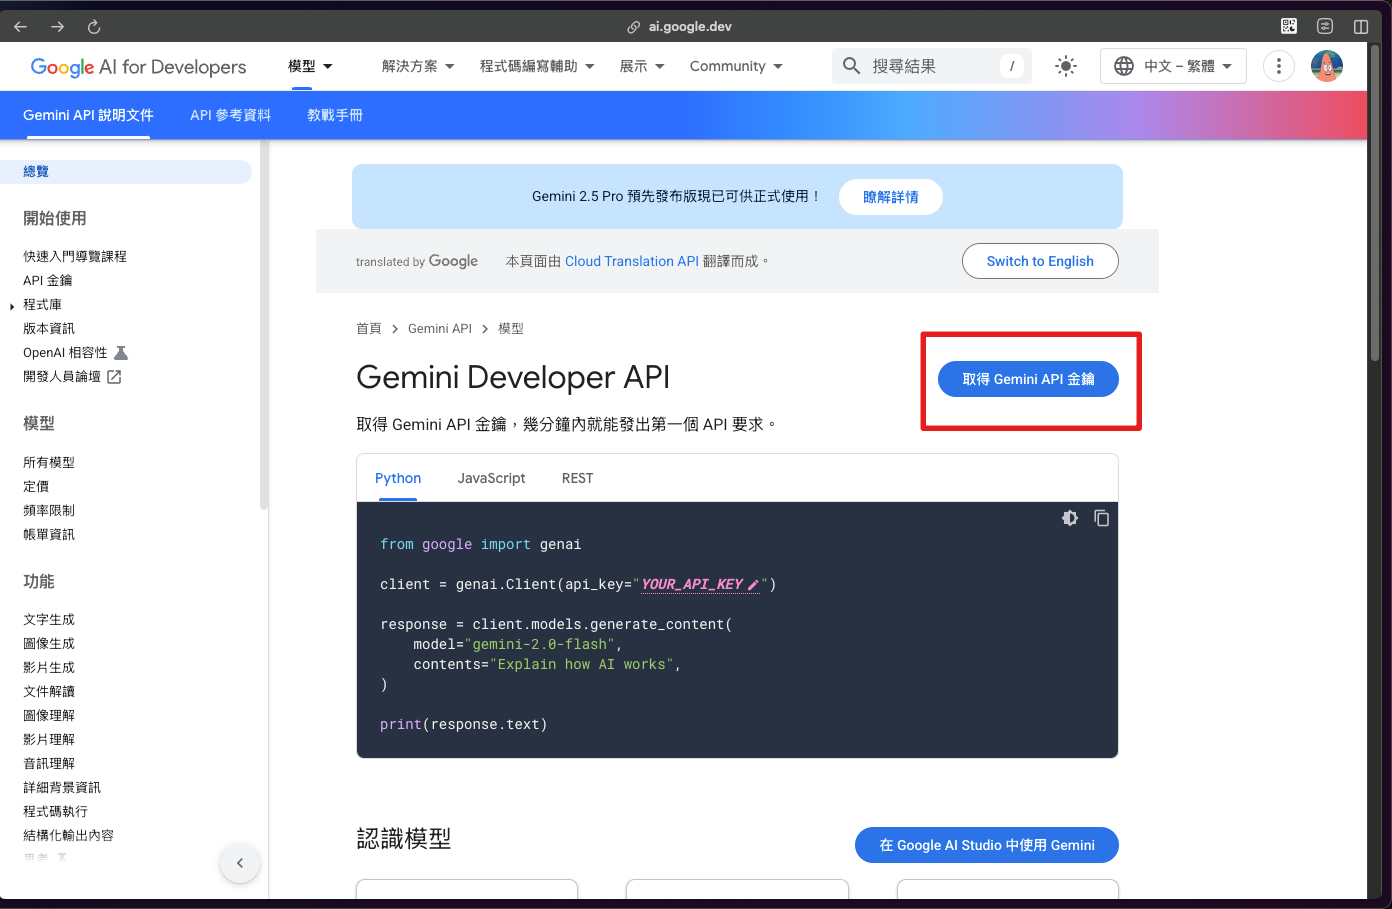 ai.google.dev
Google AI for Developers
模型
解決方案
程式碼編寫輔助
展示
Community
搜尋結果
/
中文 – 繁體
Gemini API 說明文件
API 參考資料
教戰手冊
總覽
開始使用
快速入門導覽課程
API 金鑰
程式庫
版本資訊
OpenAI 相容性
開發人員論壇
模型
所有模型
定價
頻率限制
帳單資訊
功能
文字生成
圖像生成
影片生成
文件解讀
圖像理解
影片理解
音訊理解
詳細背景資訊
程式碼執行
結構化輸出內容
思考
Gemini 2.5 Pro 預先發布版現已可供正式使用！
瞭解詳情
translated by Google
本頁面由 Cloud Translation API 翻譯而成。
Switch to English
首頁
Gemini API
模型
Gemini Developer API
取得 Gemini API 金鑰
取得 Gemini API 金鑰，幾分鐘內就能發出第一個 API 要求。
Python
JavaScript
REST
from google import genai
client = genai.Client(api_key="YOUR_API_KEY")
response = client.models.generate_content(
    model="gemini-2.0-flash",
    contents="Explain how AI works",
)
print(response.text)
認識模型
在 Google AI Studio 中使用 Gemini